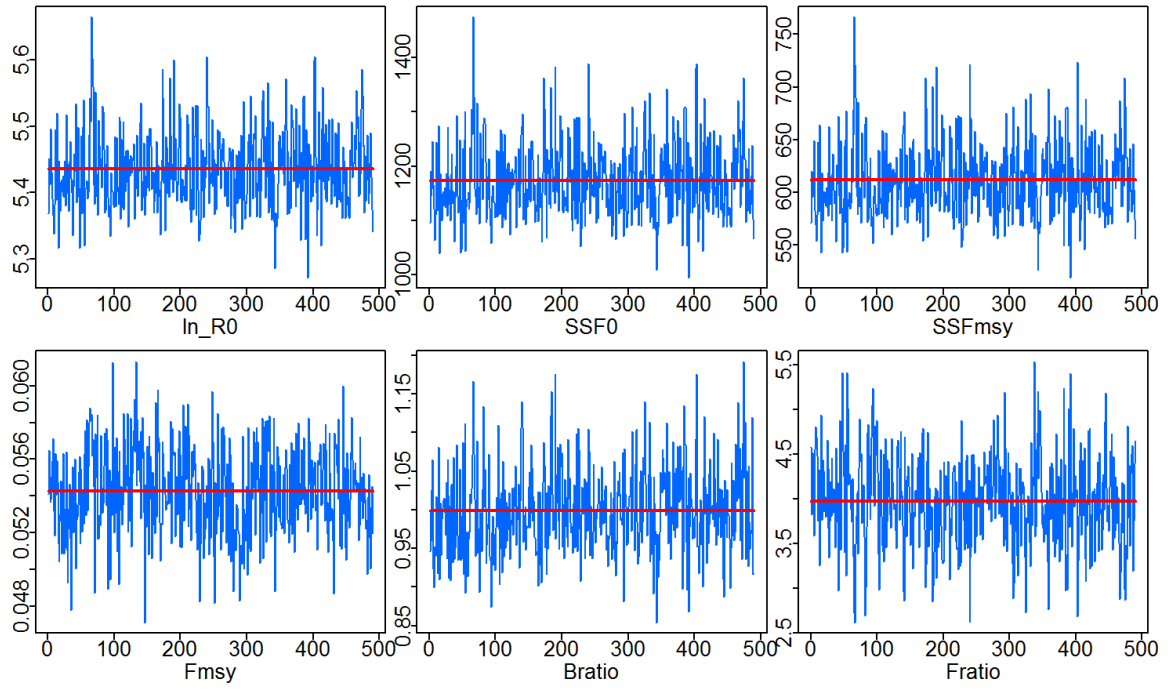 5.3 5.4 5.5 5.6
0 100 200 300 400 500
ln_R0
1000 1200 1400
0 100 200 300 400 500
SSF0
550 600 650 700 750
0 100 200 300 400 500
SSFmsy
0.048 0.052 0.056 0.060
0 100 200 300 400 500
Fmsy
0.85 0.95 1.05 1.15
0 100 200 300 400 500
Bratio
2.5 3.5 4.5 5.5
0 100 200 300 400 500
Fratio